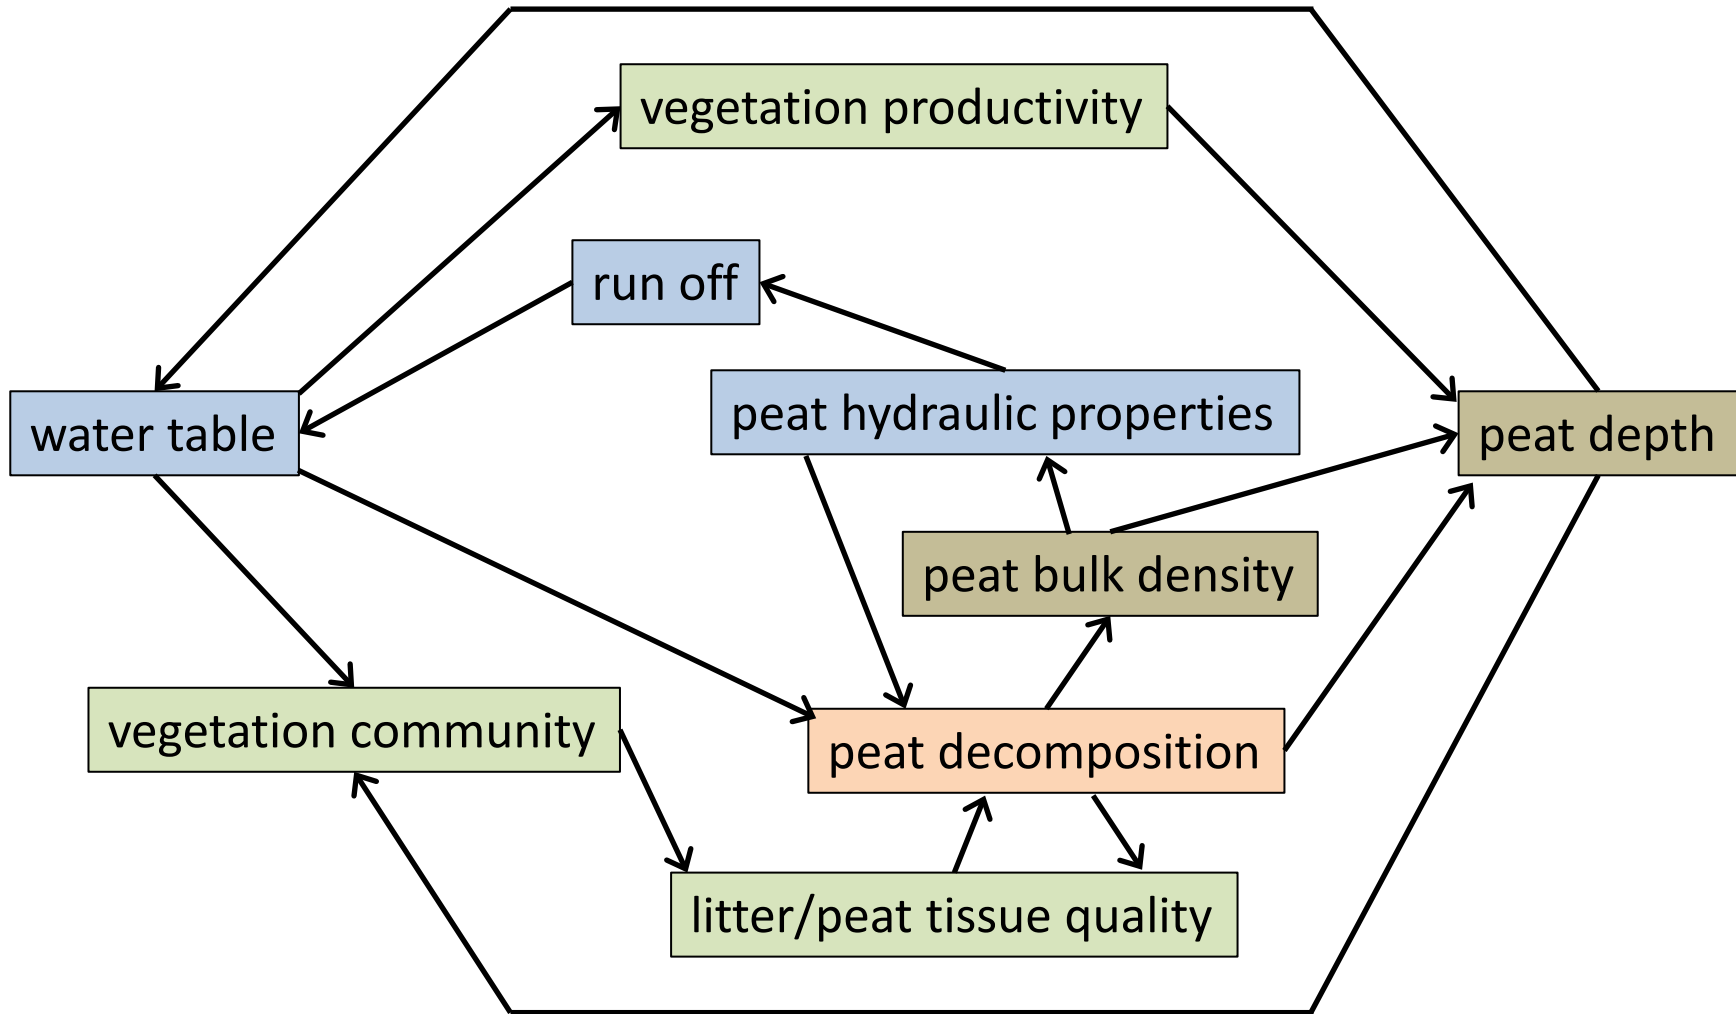 vegetation productivity
run off
peat hydraulic properties
water table
peat depth
peat bulk density
vegetation community
peat decomposition
litter/peat tissue quality